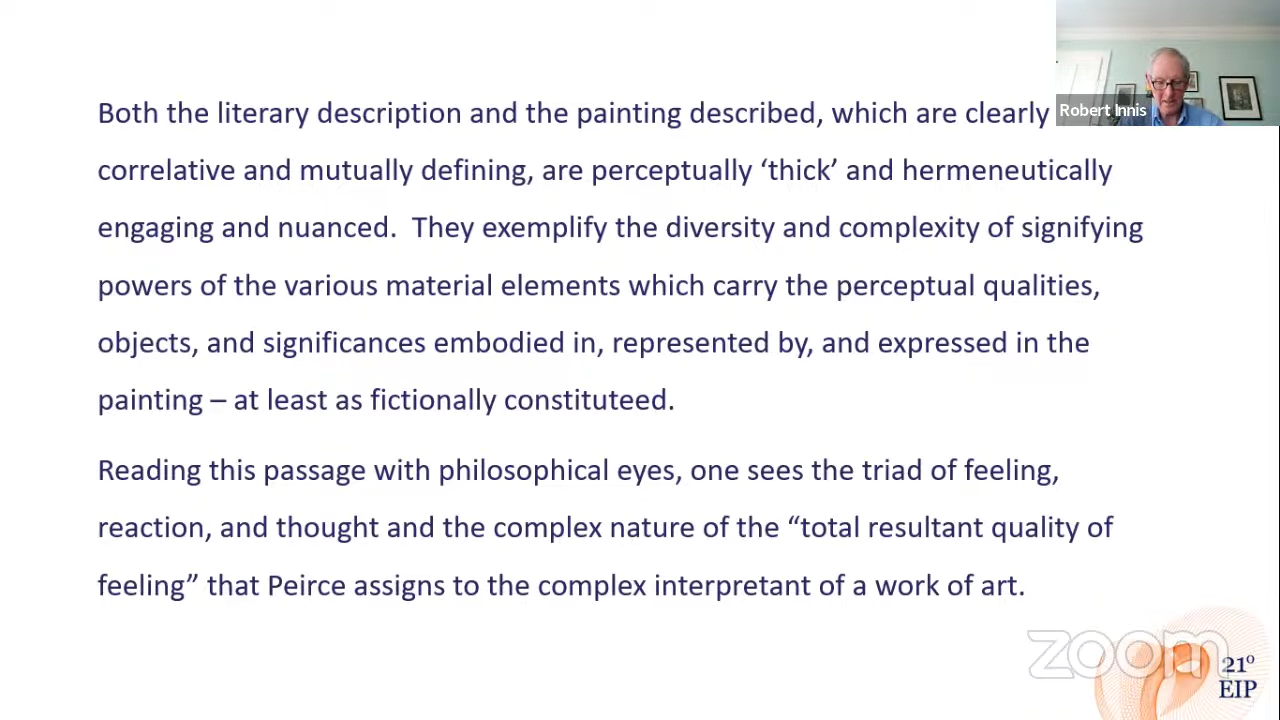 Both the literary description and the painting described, which are clearly
correlative and mutually defining, are perceptually ‘thick’ and hermeneutically
engaging and nuanced.  They exemplify the diversity and complexity of signifying
powers of the various material elements which carry the perceptual qualities,
objects, and significances embodied in, represented by, and expressed in the
painting – at least as fictionally constituteed.
Reading this passage with philosophical eyes, one sees the triad of feeling,
reaction, and thought and the complex nature of the “total resultant quality of
feeling” that Peirce assigns to the complex interpretant of a work of art.
Robert Innis
zoom
21º
EIP